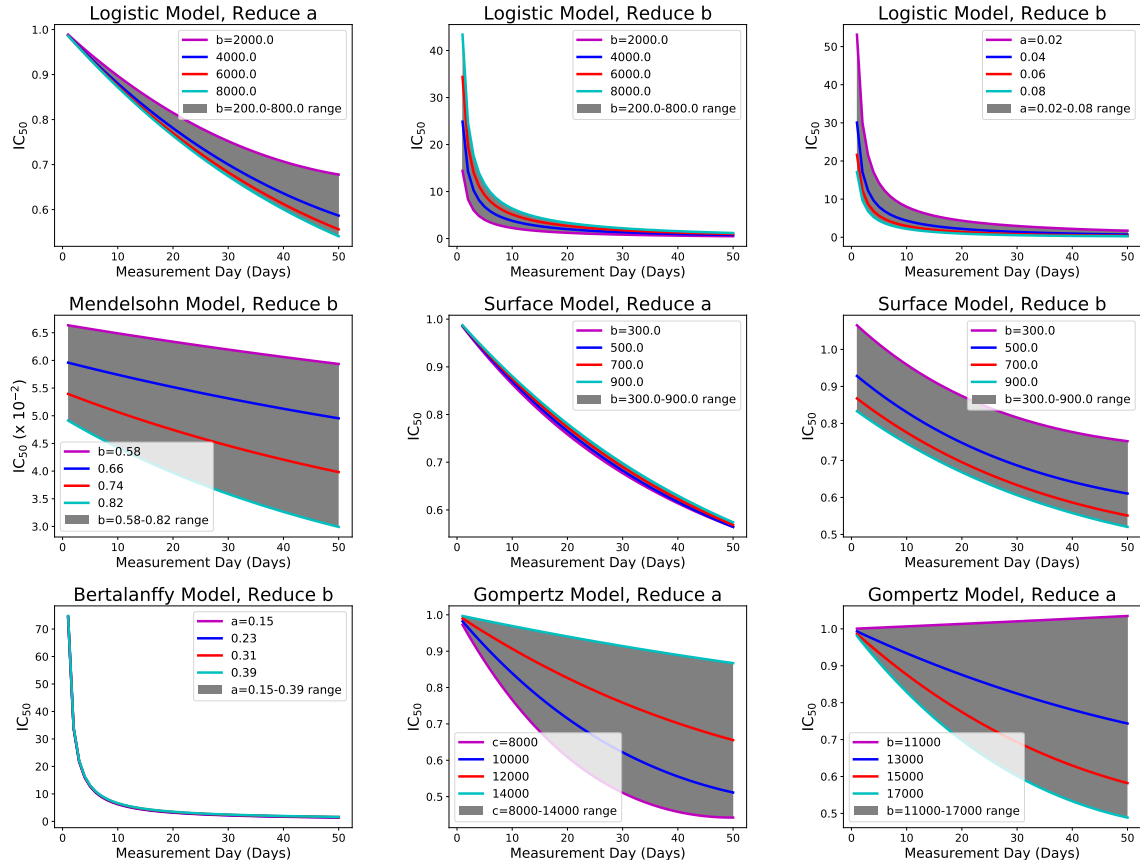 Logistic Model, Reduce a
1.0
0.9
0.8
0.7
0.6
IC50
b=2000.0
4000.0
6000.0
8000.0
b=200.0-800.0 range
0 10 20 30 40 50
Measurement Day (Days)
Logistic Model, Reduce b
40
30
20
10
0
IC50
b=2000.0
4000.0
6000.0
8000.0
b=200.0-800.0 range
0 10 20 30 40 50
Measurement Day (Days)
Logistic Model, Reduce b
50
40
30
20
10
0
IC50
a=0.02
0.04
0.06
0.08
a=0.02-0.08 range
0 10 20 30 40 50
Measurement Day (Days)
Mendelsohn Model, Reduce b
6.5
6.0
5.5
5.0
4.5
4.0
3.5
3.0
IC50 (x 10−2)
b=0.58
0.66
0.74
0.82
b=0.58-0.82 range
0 10 20 30 40 50
Measurement Day (Days)
Surface Model, Reduce a
1.0
0.9
0.8
0.7
0.6
IC50
b=300.0
500.0
700.0
900.0
b=300.0-900.0 range
0 10 20 30 40 50
Measurement Day (Days)
Surface Model, Reduce b
1.0
0.9
0.8
0.7
0.6
0.5
IC50
b=300.0
500.0
700.0
900.0
b=300.0-900.0 range
0 10 20 30 40 50
Measurement Day (Days)
Bertalanffy Model, Reduce b
70
60
50
40
30
20
10
0
IC50
a=0.15
0.23
0.31
0.39
a=0.15-0.39 range
0 10 20 30 40 50
Measurement Day (Days)
Gompertz Model, Reduce a
1.0
0.9
0.8
0.7
0.6
0.5
IC50
c=8000
10000
12000
14000
c=8000-14000 range
0 10 20 30 40 50
Measurement Day (Days)
Gompertz Model, Reduce a
1.0
0.9
0.8
0.7
0.6
0.5
IC50
b=11000
13000
15000
17000
b=11000-17000 range
0 10 20 30 40 50
Measurement Day (Days)